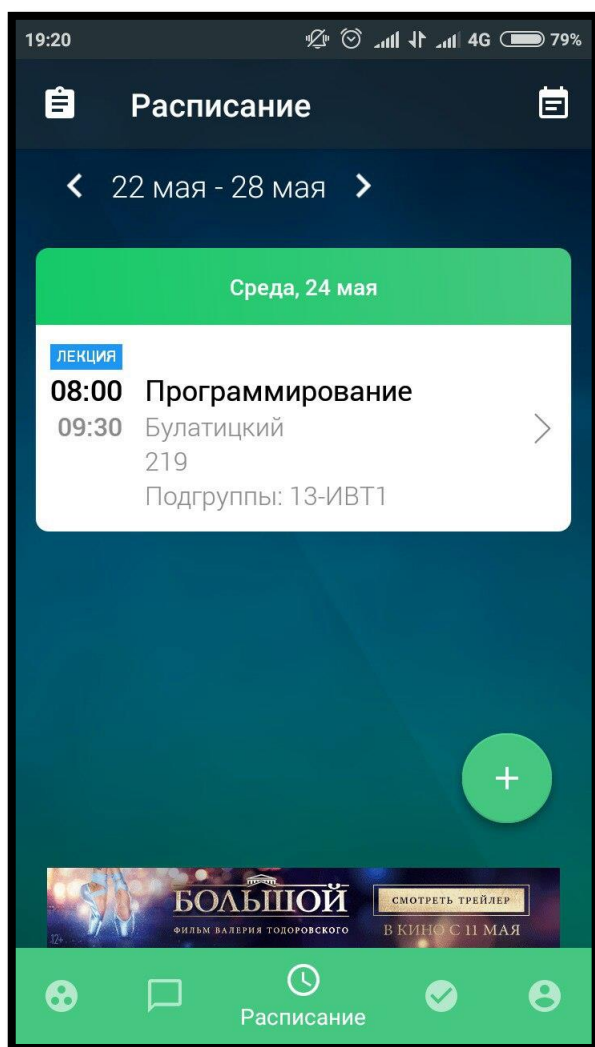 19:20 4G 79%
Расписание
22 мая - 28 мая
Среда, 24 мая
ЛЕКЦИЯ
08:00 Программирование
09:30 Булатицкий
219
Подгруппы: 13-ИВТ1
+
БОЛЬШОЙ
ФИЛЬМ ВАЛЕРИЯ ТОДОРОВСКОГО
СМОТРЕТЬ ТРЕЙЛЕР
В КИНО С 11 МАЯ
12+
Расписание